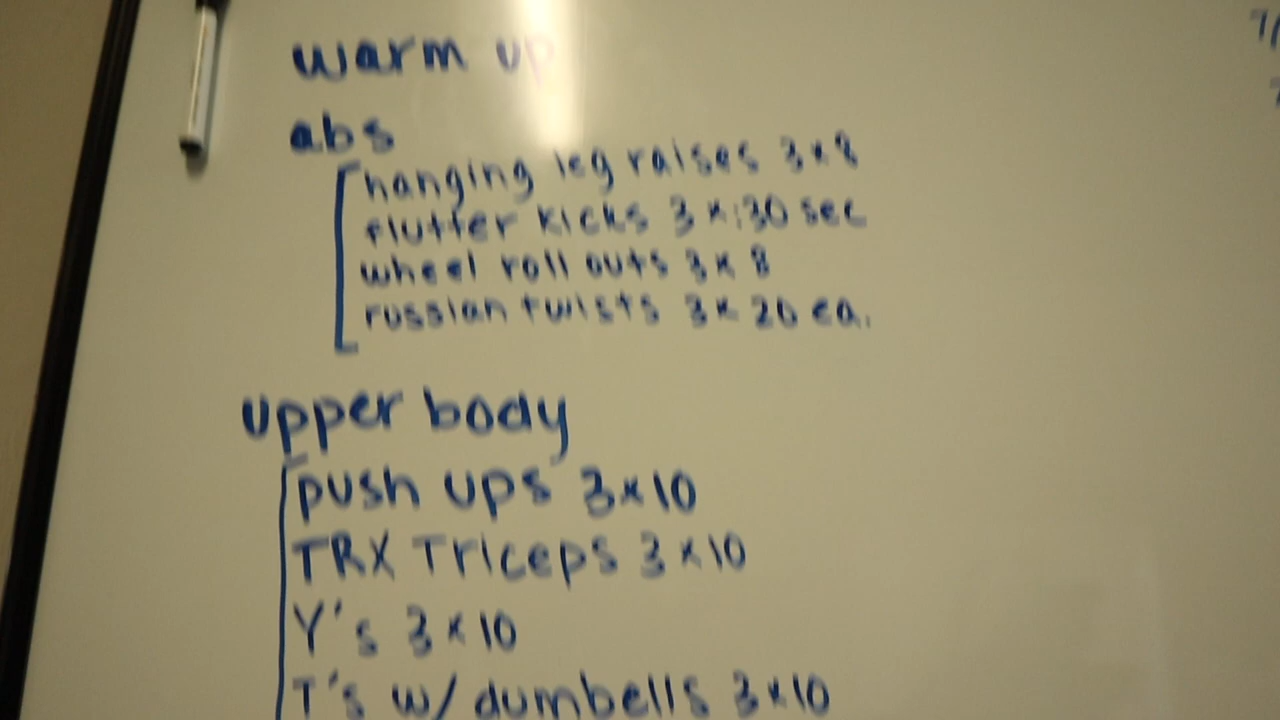 warm up
abs
hanging leg raises 3x8
flutter kicks 3x :30 sec
wheel roll outs 3x8
russian twists 3x20 ea.
upper body
push ups 3x10
TRX Triceps 3x10
Y's 3x10
T's w/ dumbells 3x10